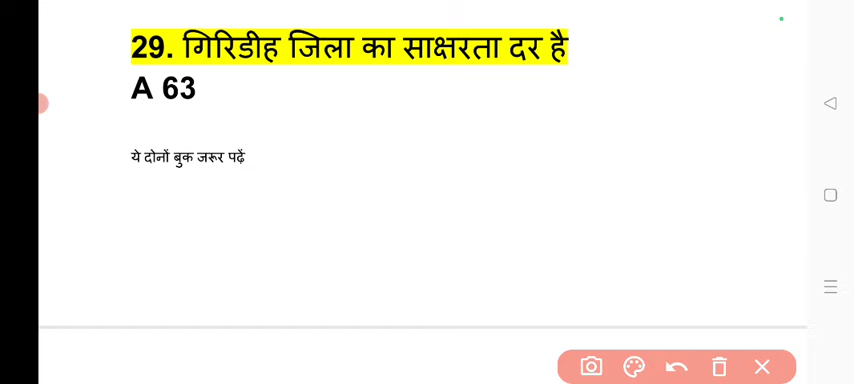 29. गिरिडीह जिला का साक्षरता दर है
A 63
ये दोनों बुक जरूर पढ़ें